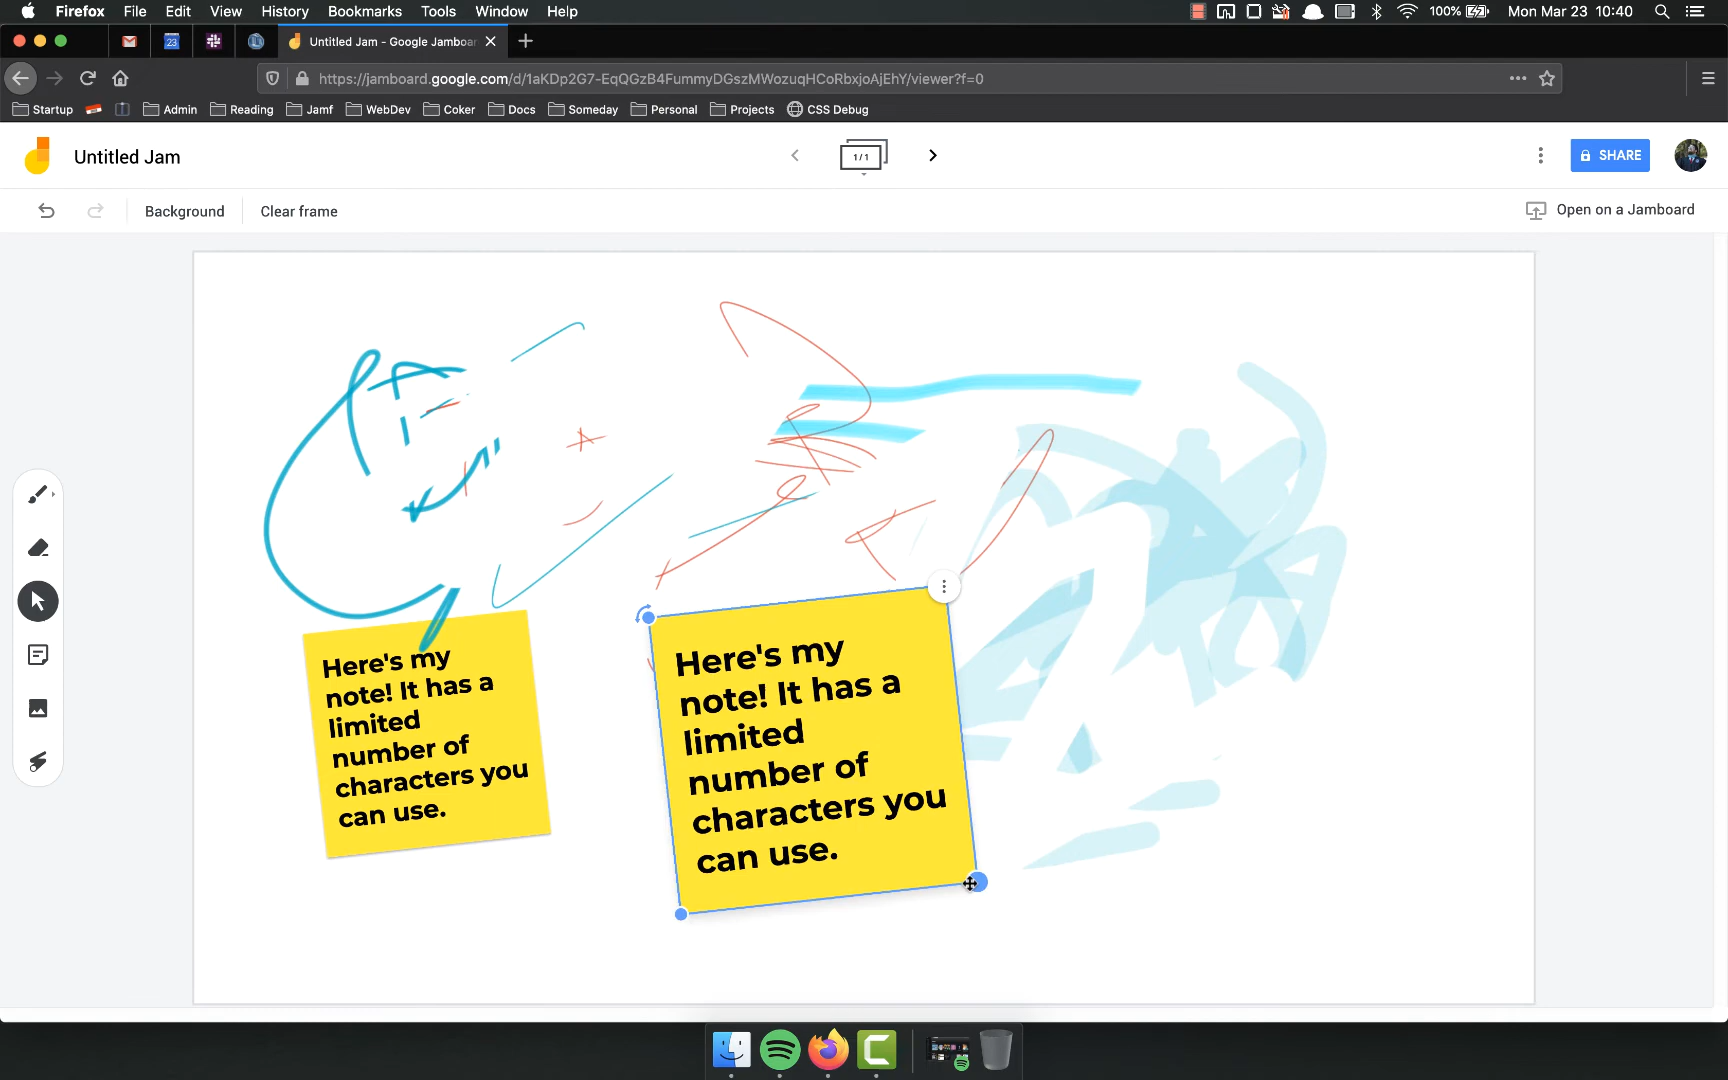 Firefox File Edit View History Bookmarks Tools Window Help
100% Mon Mar 23 10:40
23 Untitled Jam - Google Jamboar
https://jamboard.google.com/d/1aKDp2G7-EqQGzB4FummyDGszMWozuqHCoRbxjoAjEhY/viewer?f=0
Startup Admin Reading Jamf WebDev Coker Docs Someday Personal Projects CSS Debug
Untitled Jam
1/1
SHARE
Background Clear frame
Open on a Jamboard
Here's my
note! It has a
limited
number of
characters you
can use.
Here's my
note! It has a
limited
number of
characters you
can use.